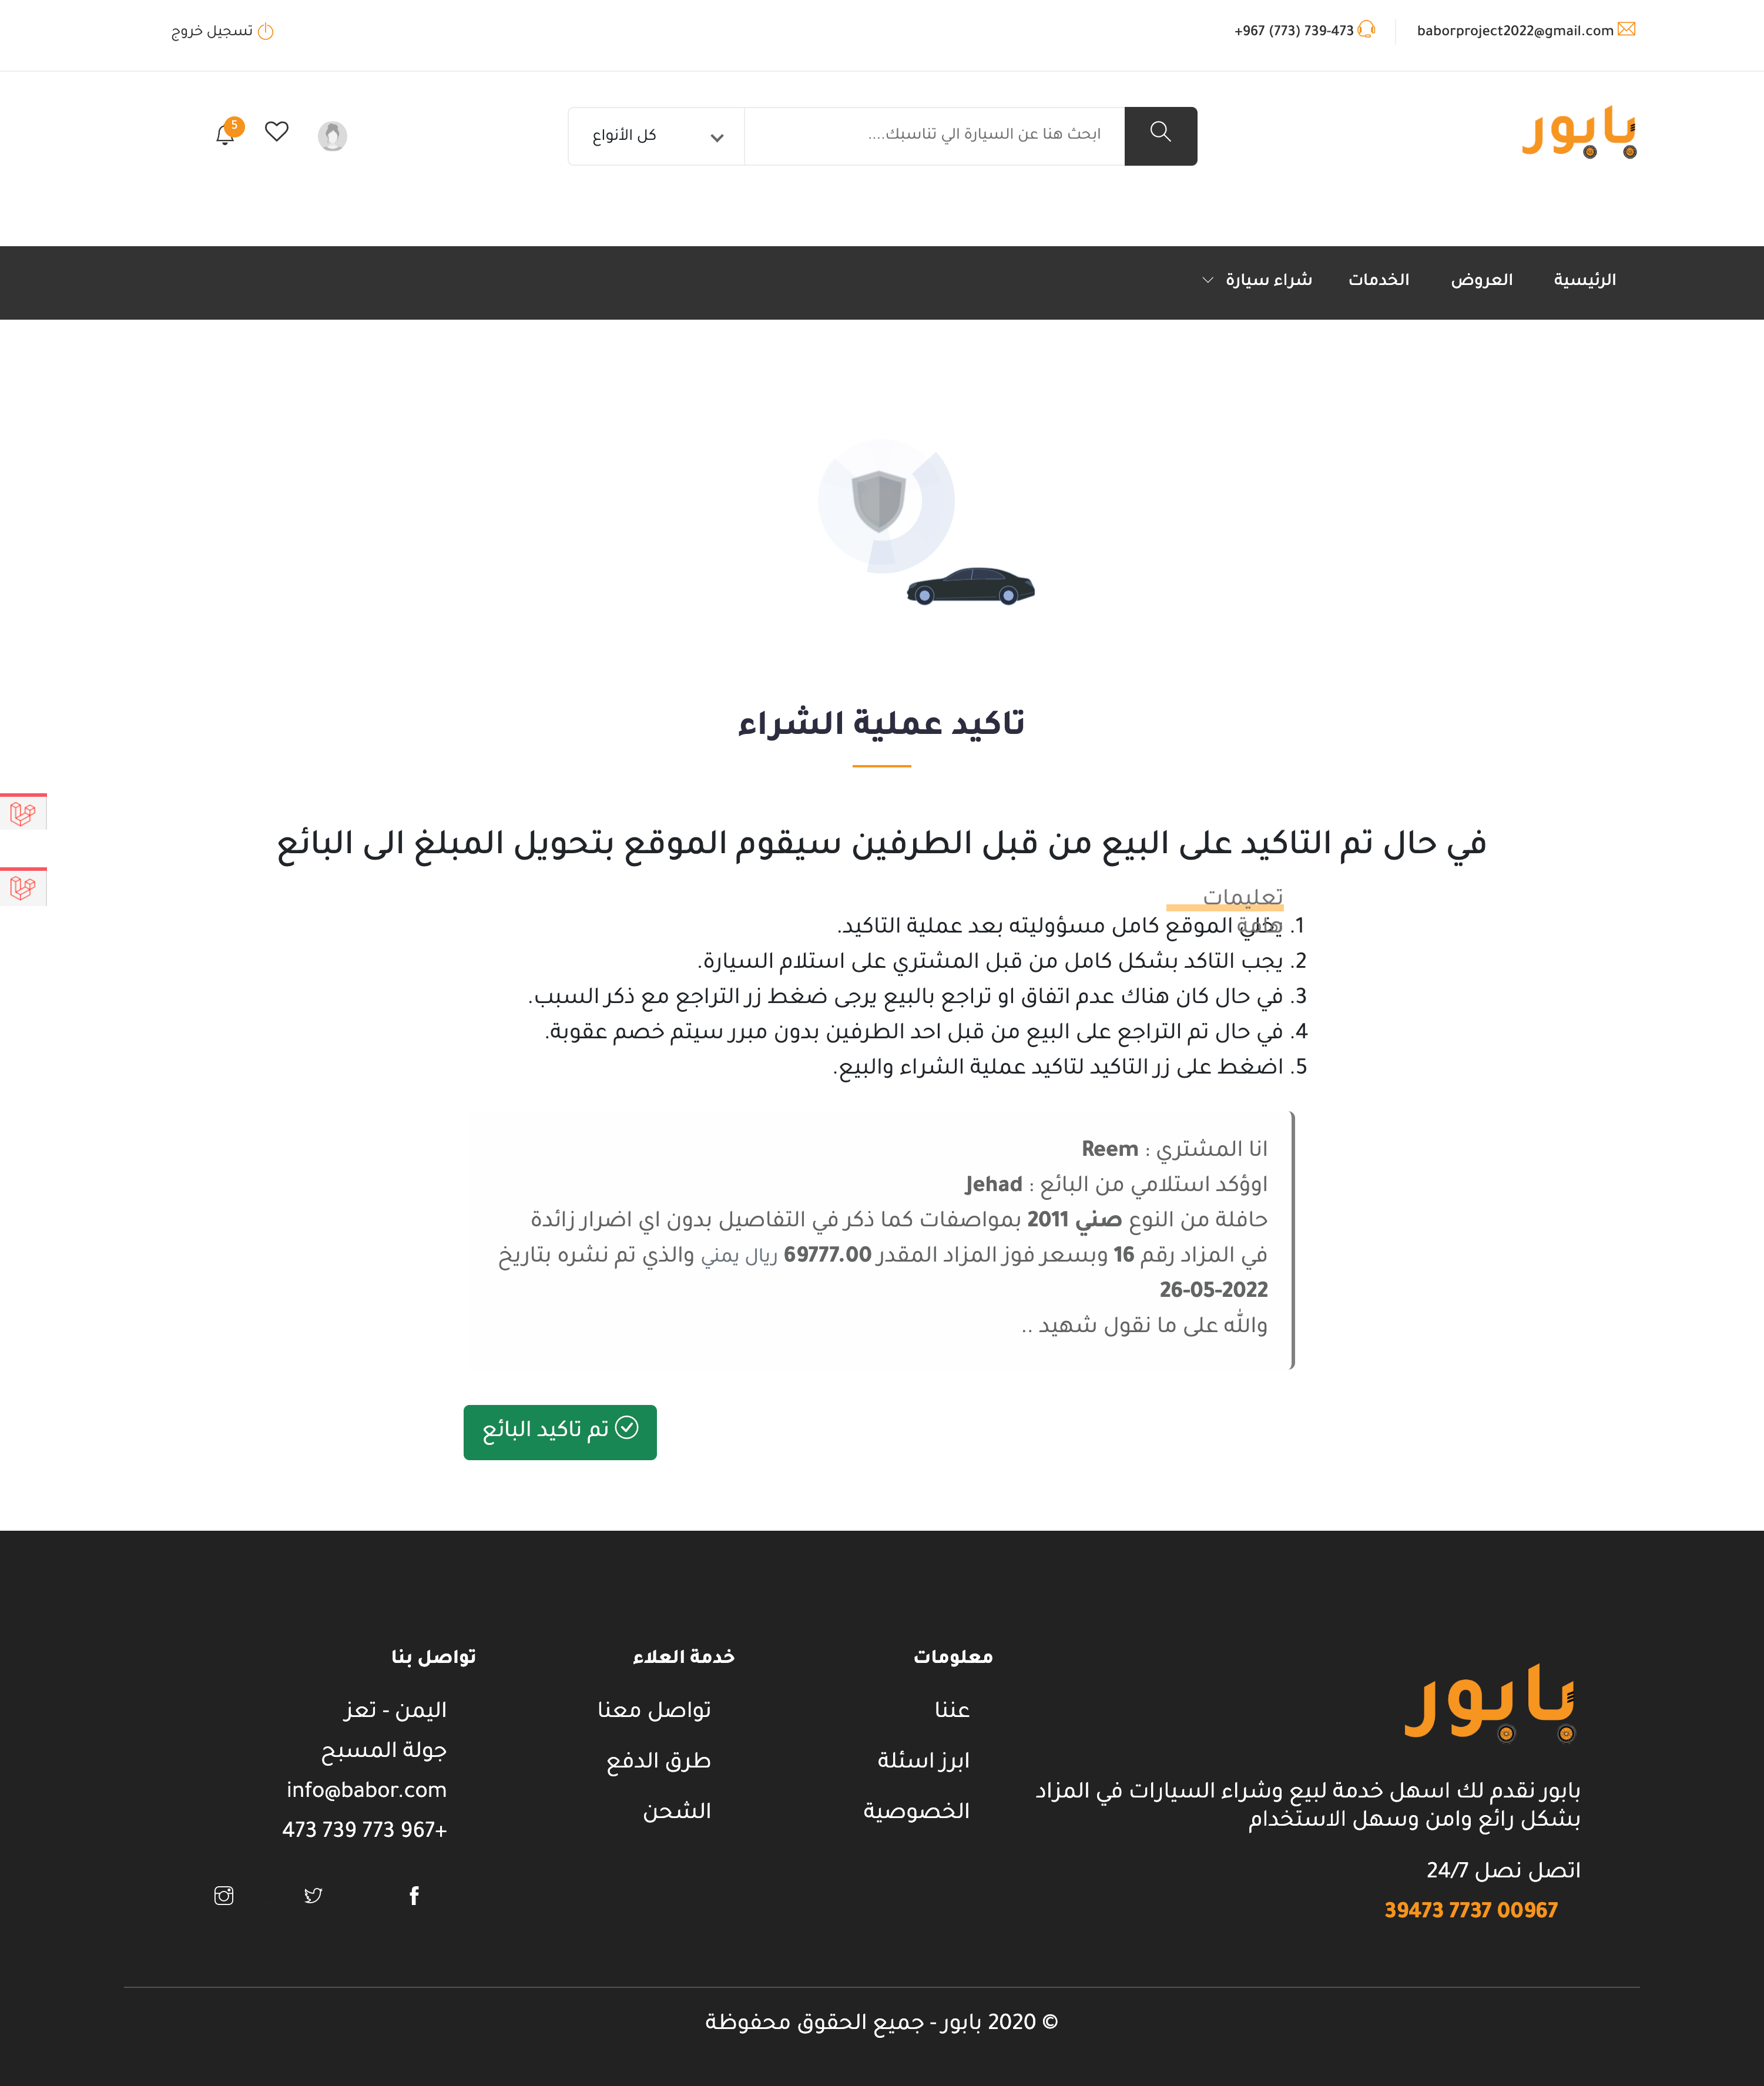 baborproject2022@gmail.com
+967 (773) 739-473
تسجيل خروج
بابور
ابحث هنا عن السيارة الي تناسبك....
كل الأنواع
5
الرئيسية
العروض
الخدمات
شراء سيارة
تاكيد عملية الشراء
في حال تم التاكيد على البيع من قبل الطرفين سيقوم الموقع بتحويل المبلغ الى البائع
تعليمات
هامة
1. يخلي الموقع كامل مسؤوليته بعد عملية التاكيد.
2. يجب التاكد بشكل كامل من قبل المشتري على استلام السيارة.
3. في حال كان هناك عدم اتفاق او تراجع بالبيع يرجى ضغط زر التراجع مع ذكر السبب.
4. في حال تم التراجع على البيع من قبل احد الطرفين بدون مبرر سيتم خصم عقوبة.
5. اضغط على زر التاكيد لتاكيد عملية الشراء والبيع.
انا المشتري : Reem
اوؤكد استلامي من البائع : Jehad
حافلة من النوع صني 2011 بمواصفات كما ذكر في التفاصيل بدون اي اضرار زائدة
في المزاد رقم 16 وبسعر فوز المزاد المقدر 69777.00 ريال يمني والذي تم نشره بتاريخ
26-05-2022
والله على ما نقول شهيد ..
تم تاكيد البائع
بابور
بابور نقدم لك اسهل خدمة لبيع وشراء السيارات في المزاد
بشكل رائع وامن وسهل الاستخدام
اتصل نصل 24/7
39473 7737 00967
معلومات
عننا
ابرز اسئلة
الخصوصية
خدمة العلاء
تواصل معنا
طرق الدفع
الشحن
تواصل بنا
اليمن - تعز
جولة المسبح
info@babor.com
473 739 773 967+
© 2020 بابور - جميع الحقوق محفوظة